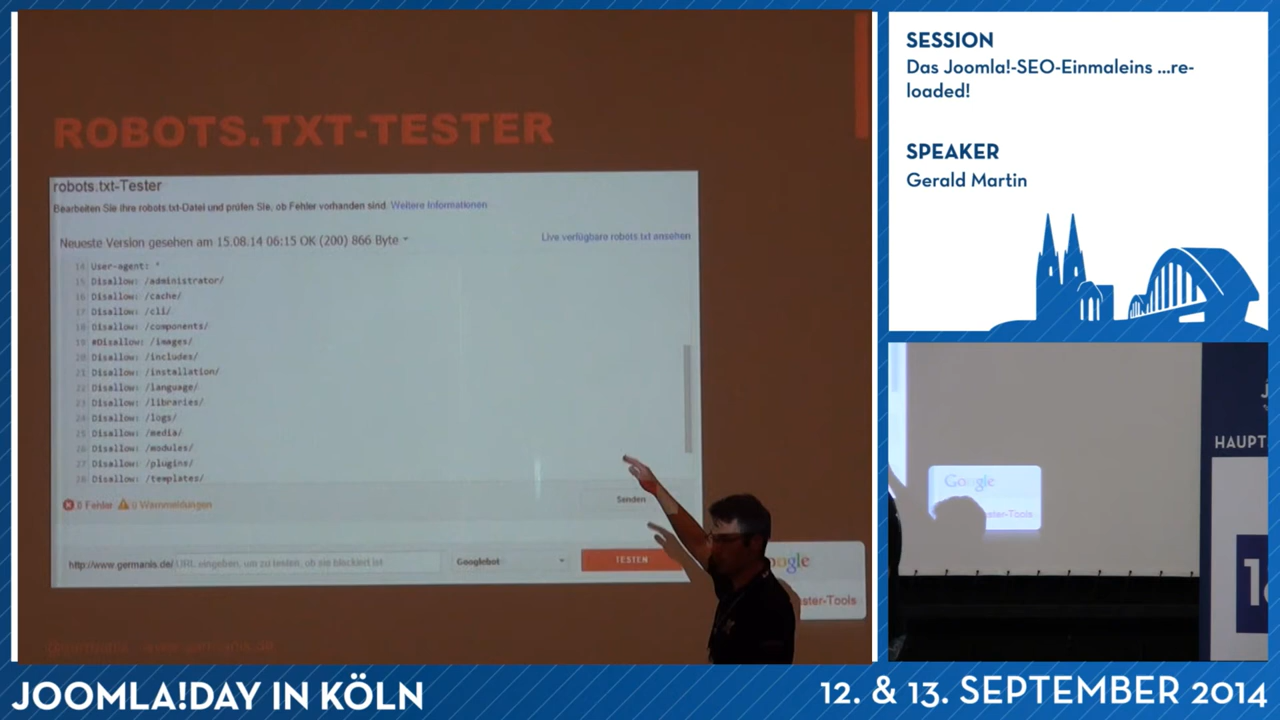 ROBOTS.TXT-TESTER
robots.txt-Tester
Bearbeiten Sie Ihre robots.txt-Datei und prüfen Sie, ob Fehler vorhanden sind. Weitere Informationen
Neueste Version gesehen am 15.08.14 06:15 OK (200) 866 Byte
Live verfügbare robots.txt ansehen
14 User-agent: *
15 Disallow: /administrator/
16 Disallow: /cache/
17 Disallow: /cli/
18 Disallow: /components/
19 #Disallow: /images/
20 Disallow: /includes/
21 Disallow: /installation/
22 Disallow: /language/
23 Disallow: /libraries/
24 Disallow: /logs/
25 Disallow: /media/
26 Disallow: /modules/
27 Disallow: /plugins/
28 Disallow: /templates/
0 Fehler 0 Warnmeldungen
Senden
http://www.germanis.de/ URL eingeben, um zu testen, ob sie blockiert ist
Googlebot
TESTEN
ogle
ster-Tools
SESSION
Das Joomla!-SEO-Einmaleins ...re-
loaded!
SPEAKER
Gerald Martin
Google
aster-Tools
HAUPT
JOOMLA!DAY IN KÖLN
12. & 13. SEPTEMBER 2014